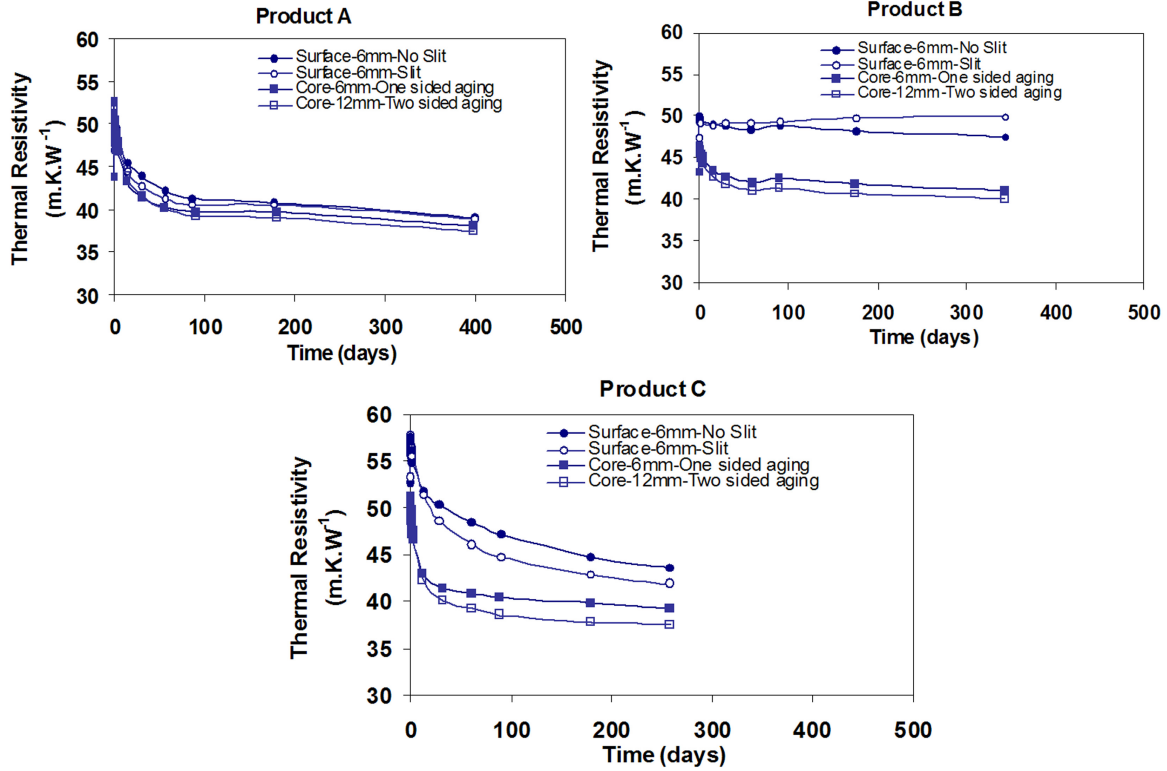 Product A
60
55
50
45
40
35
30
0
100
200
300
400
500
Thermal Resistivity
(m.K.W-1)
Time (days)
Surface-6mm-No Slit
Surface-6mm-Slit
Core-6mm-One sided aging
Core-12mm-Two sided aging
Product B
60
55
50
45
40
35
30
0
100
200
300
400
500
Thermal Resistivity
(m.K.W-1)
Time (days)
Surface-6mm-No Slit
Surface-6mm-Slit
Core-6mm-One sided aging
Core-12mm-Two sided aging
Product C
60
55
50
45
40
35
30
0
100
200
300
400
500
Thermal Resistivity
(m.K.W-1)
Time (days)
Surface-6mm-No Slit
Surface-6mm-Slit
Core-6mm-One sided aging
Core-12mm-Two sided aging